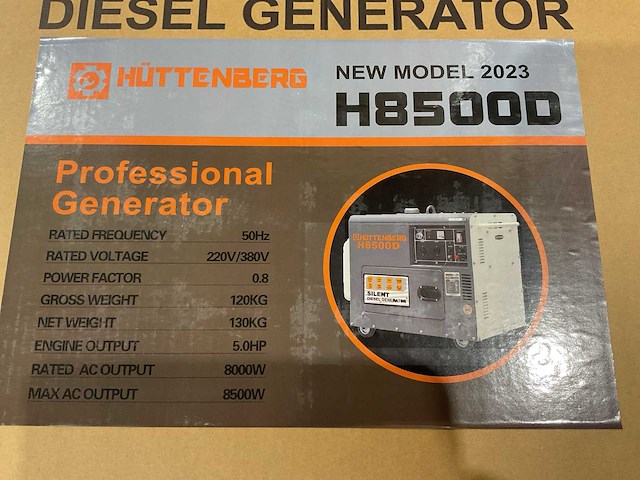 DIESEL GENERATOR
HÜTTENBERG
NEW MODEL 2023
H8500D
Professional
Generator
RATED FREQUENCY 50Hz
RATED VOLTAGE 220V/380V
POWER FACTOR 0.8
GROSS WEIGHT 120KG
NET WEIGHT 130KG
ENGINE OUTPUT 5.0HP
RATED AC OUTPUT 8000W
MAX AC OUTPUT 8500W
HÜTTENBERG
H8500D
SILENT
DIESEL GENERATOR